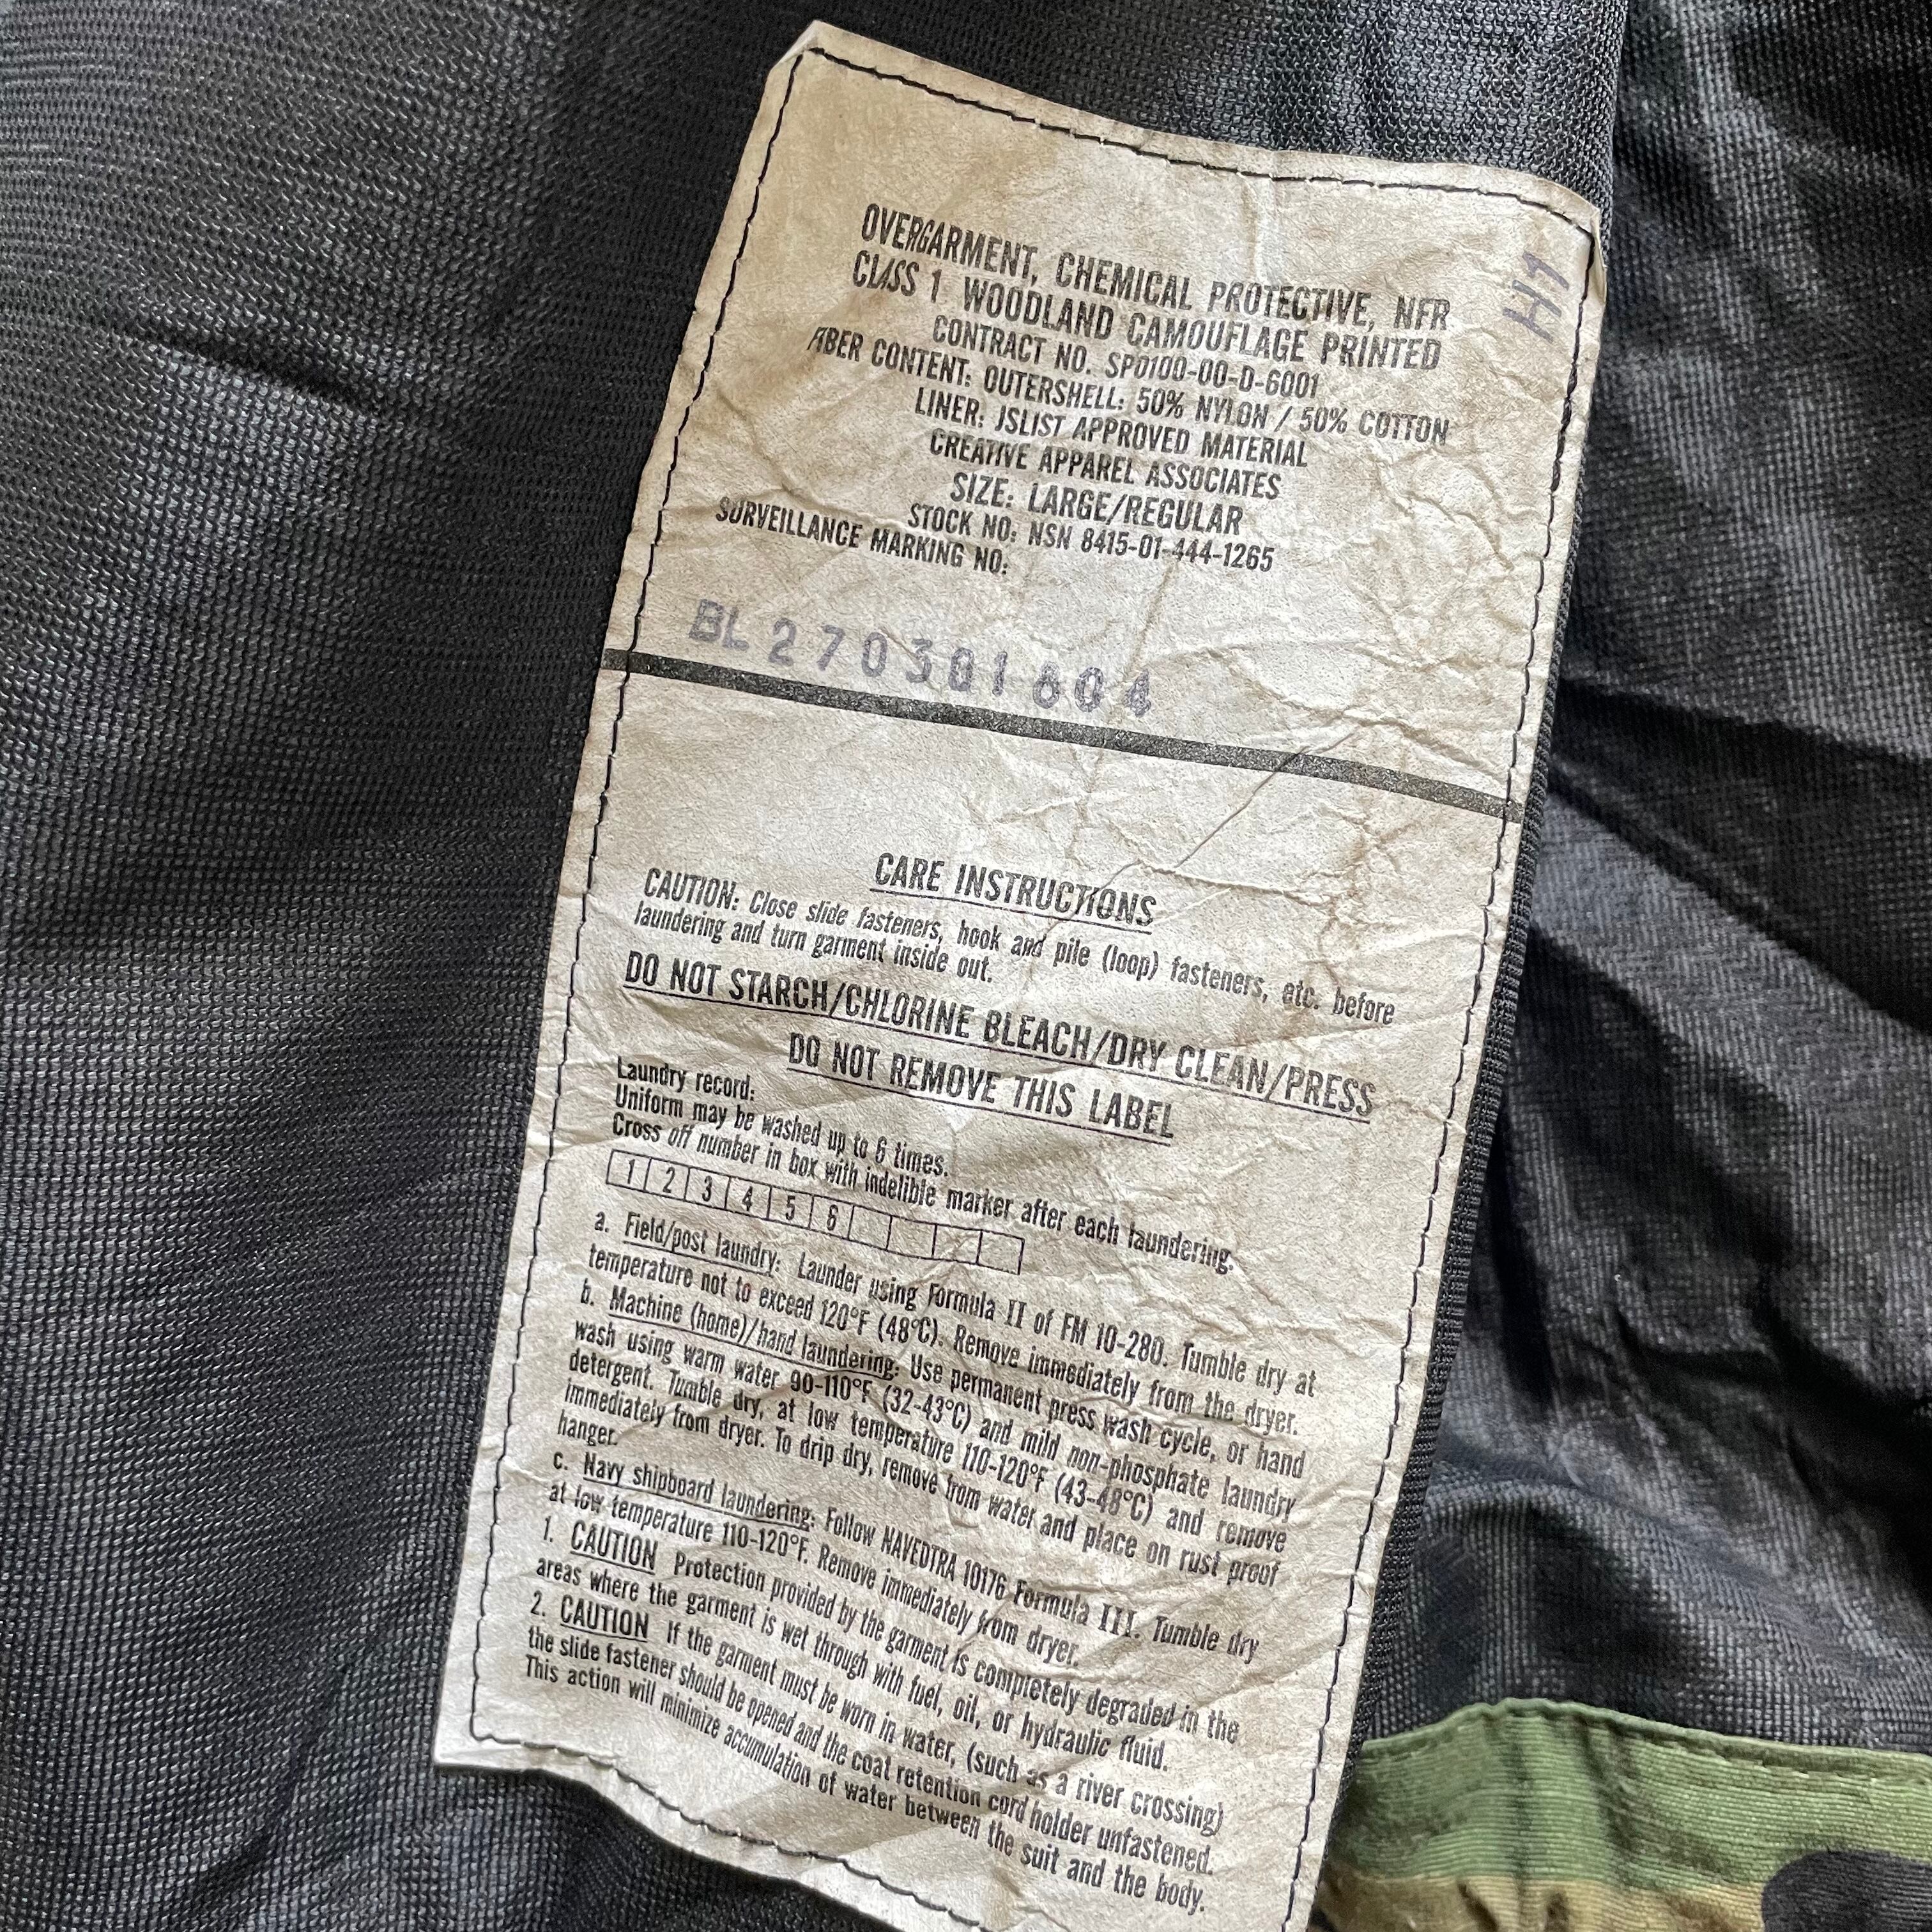 OVERGARMENT, CHEMICAL PROTECTIVE, NFR
CLASS 1 WOODLAND CAMOUFLAGE PRINTED
CONTRACT NO. SPO100-00-D-6001
FIBER CONTENT: OUTERSHELL: 50% NYLON / 50% COTTON
LINER: JSLIST APPROVED MATERIAL
CREATIVE APPAREL ASSOCIATES
SIZE: LARGE/REGULAR
STOCK NO: NSN 8415-01-444-1265
SURVEILLANCE MARKING NO:
H1
BL 270301604
CARE INSTRUCTIONS
CAUTION: Close slide fasteners, hook and pile (loop) fasteners, etc. before
laundering and turn garment inside out.
DO NOT STARCH/CHLORINE BLEACH/DRY CLEAN/PRESS
DO NOT REMOVE THIS LABEL
Laundry record:
Uniform may be washed up to 6 times.
Cross off number in box with indelible marker after each laundering.
1 2 3 4 5 6
a. Field/post laundry: Launder using Formula II of FM 10-280. Tumble dry at
temperature not to exceed 120°F (48°C). Remove immediately from the dryer.
b. Machine (home)/hand laundering: Use permanent press wash cycle, or hand
wash using warm water 90-110°F (32-43°C) and mild non-phosphate laundry
detergent. Tumble dry, at low temperature 110-120°F (43-48°C) and remove
immediately from dryer. To drip dry, remove from water and place on rust proof
hanger.
c. Navy shipboard laundering: Follow NAVEDTRA 10176 Formula III. Tumble dry
at low temperature 110-120°F. Remove immediately from dryer.
1. CAUTION Protection provided by the garment is completely degraded in the
areas where the garment is wet through with fuel, oil, or hydraulic fluid.
2. CAUTION If the garment must be worn in water, (such as a river crossing)
the slide fastener should be opened and the coat retention cord holder unfastened.
This action will minimize accumulation of water between the suit and the body.